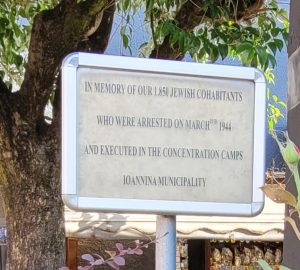 IN MEMORY OF OUR 1.850 JEWISH COHABITANTS
WHO WERE ARRESTED ON MARCH 1944
AND EXECUTED IN THE CONCENTRATION CAMPS
IOANNINA MUNICIPALITY